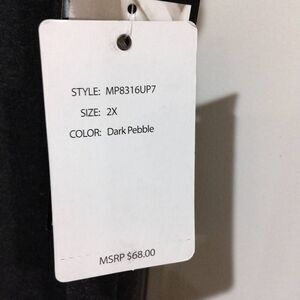 STYLE: MP8316UP7
SIZE: 2X
COLOR: Dark Pebble
MSRP $68.00